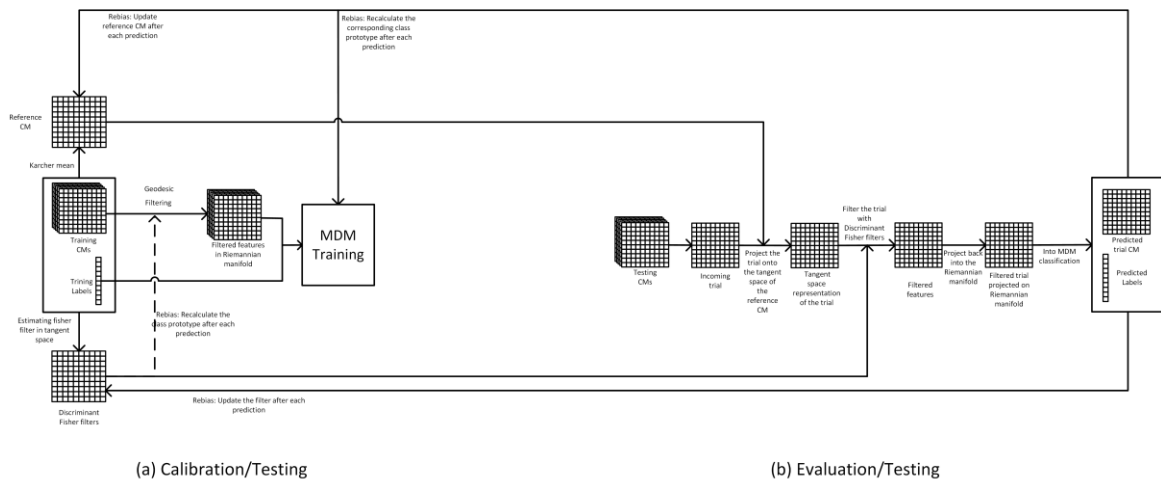 Rebias: Update
reference CM after
each prediction
Rebias: Recalculate the
corresponding class
prototype after each
prediction
Reference
CM
Karcher mean
Geodesic
Filtering
Training
CMs
Filtered features
in Riemannian
manifold
MDM
Training
Trining
Labels
Estimating fisher
filter in tangent
space
Rebias: Recalculate the
class prototype after each
predection
Discriminant
Fisher filters
Rebias: Update the filter after each
prediction
Testing
CMs
Incoming
trial
Project the
trial onto the
tangent
space of
the
reference CM
Tangent
space
representation
of the trial
Filter the trial
with
Discriminant
Fisher filters
Filtered
features
Project back
into the
Riemannian
manifold
Filtered trial
projected on
Riemannian
manifold
Into MDM
classification
Predicted
trial CM
Predicted
Labels
(a) Calibration/Testing
(b) Evaluation/Testing